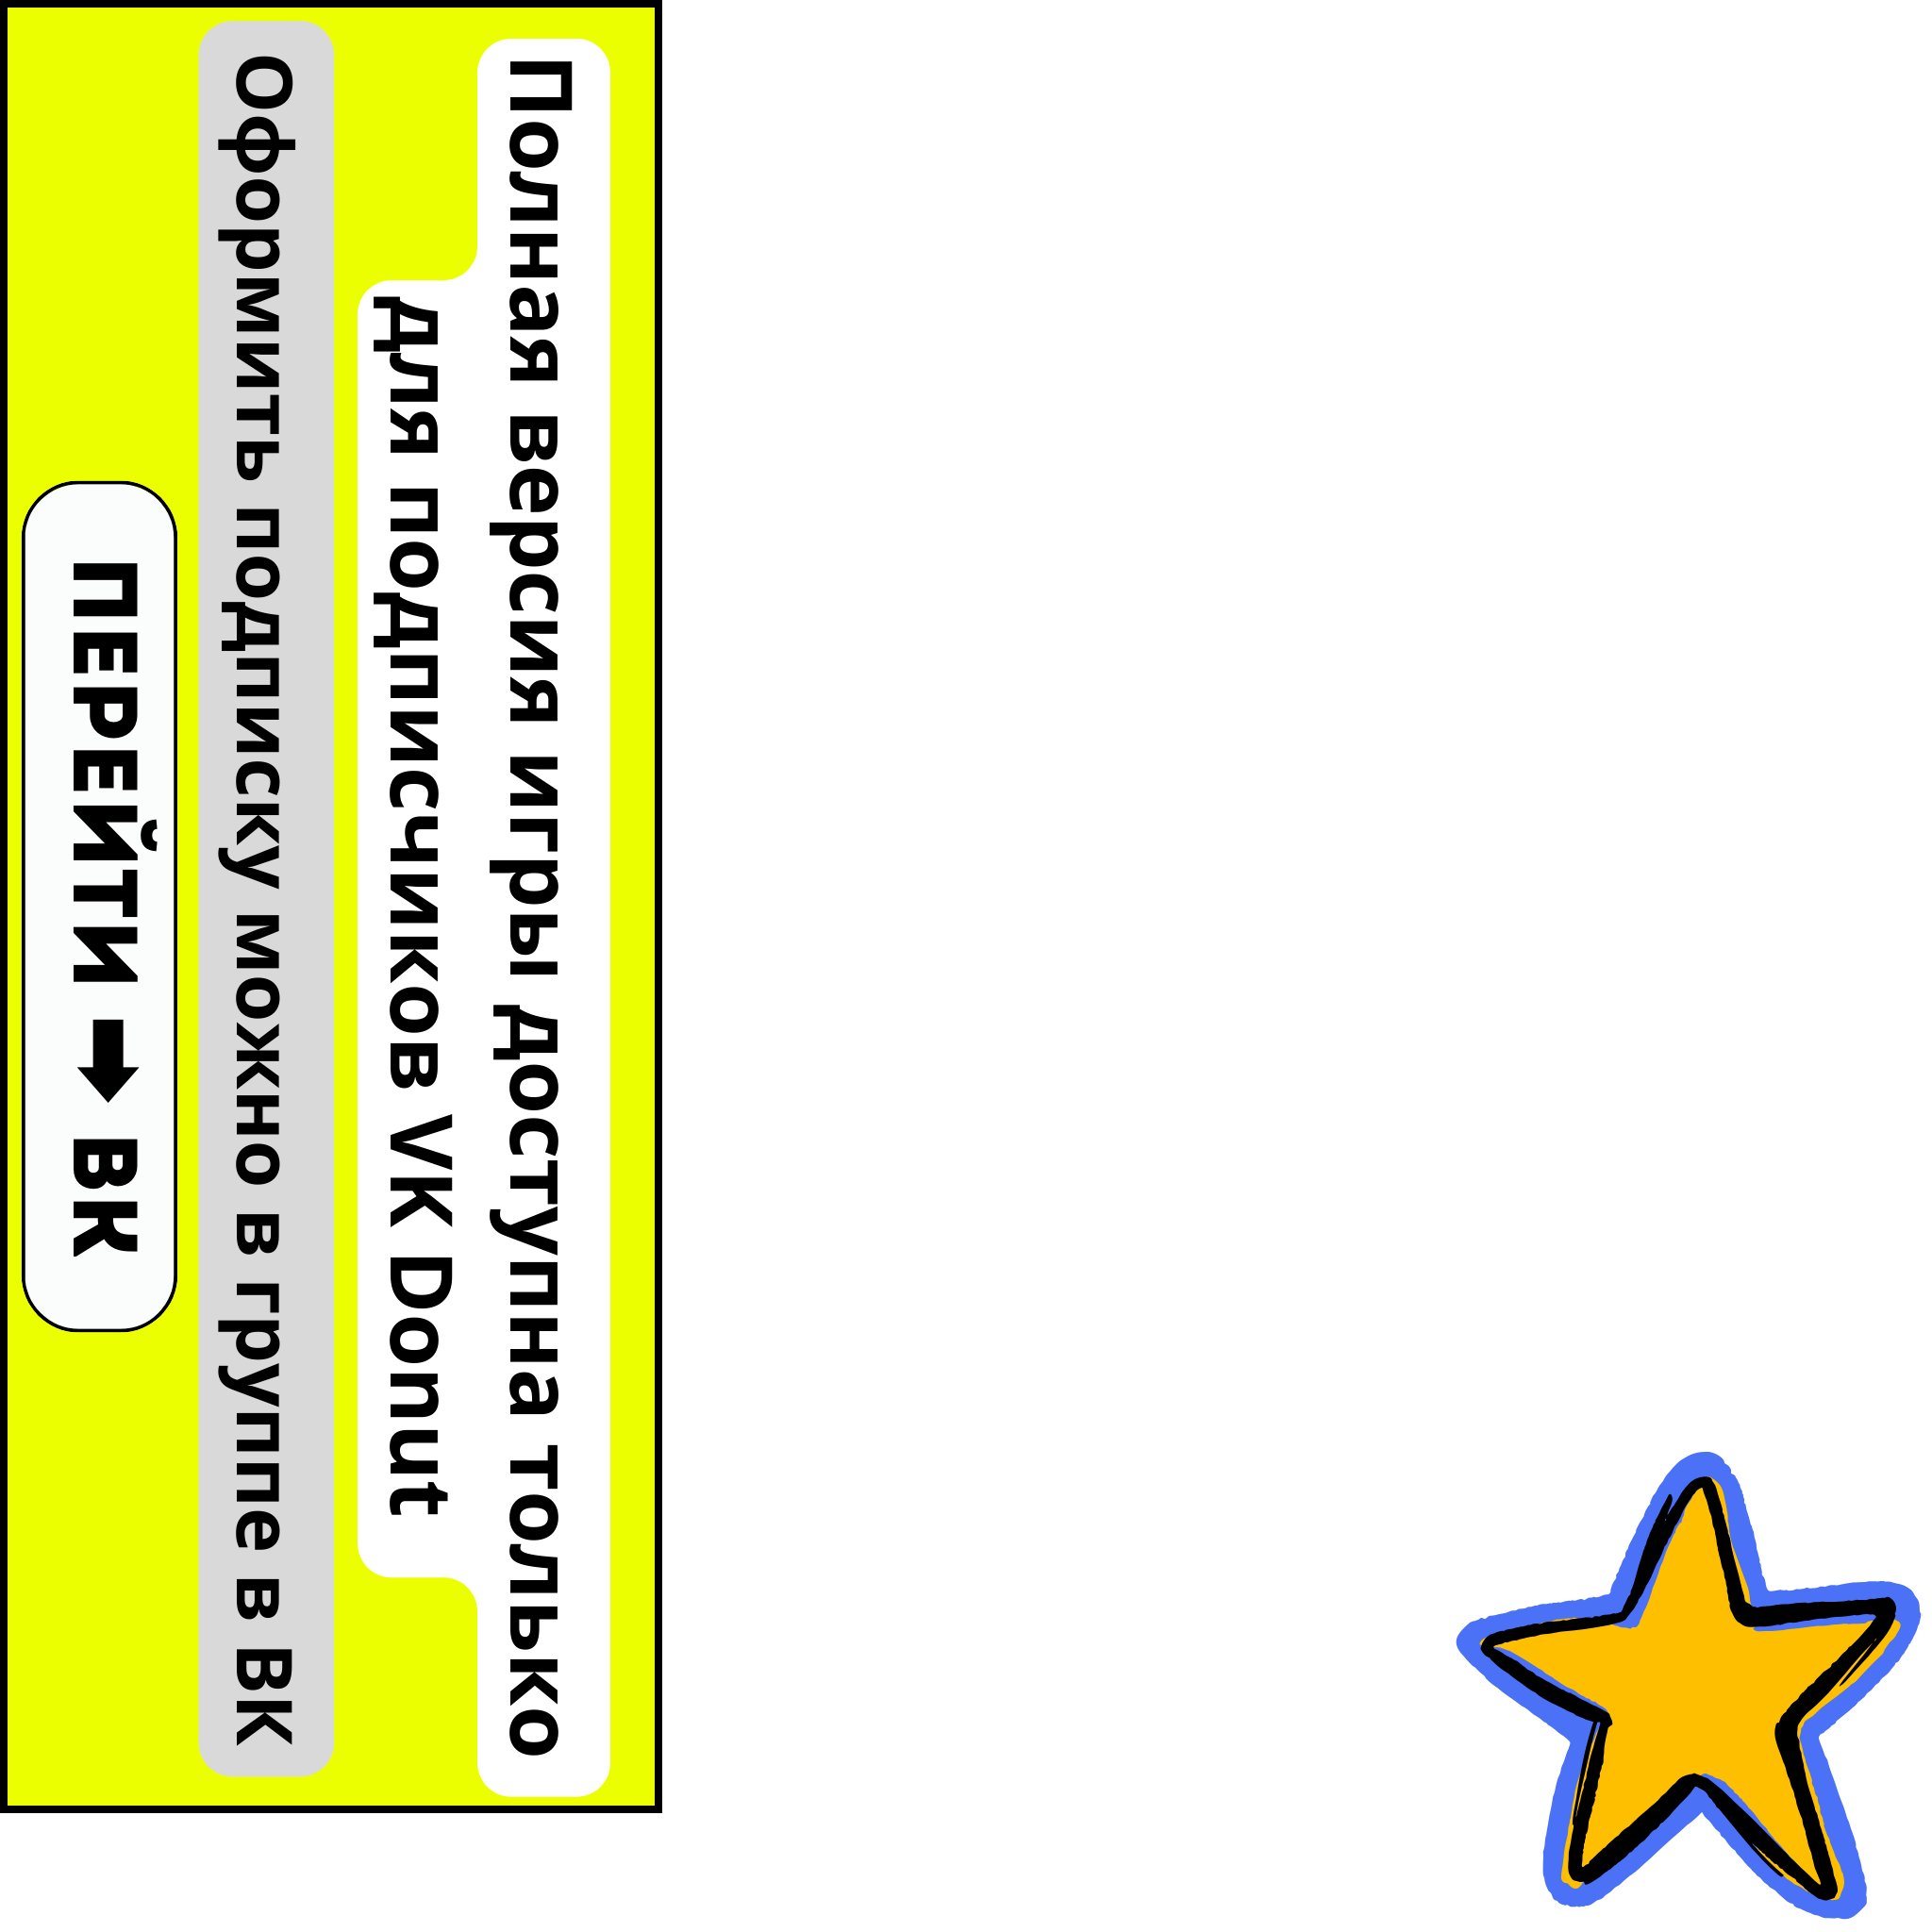 Полная версия игры доступна только
для подписчиков VK Donut
Оформить подписку можно в группе в ВК
ПЕРЕЙТИ ➡ ВК